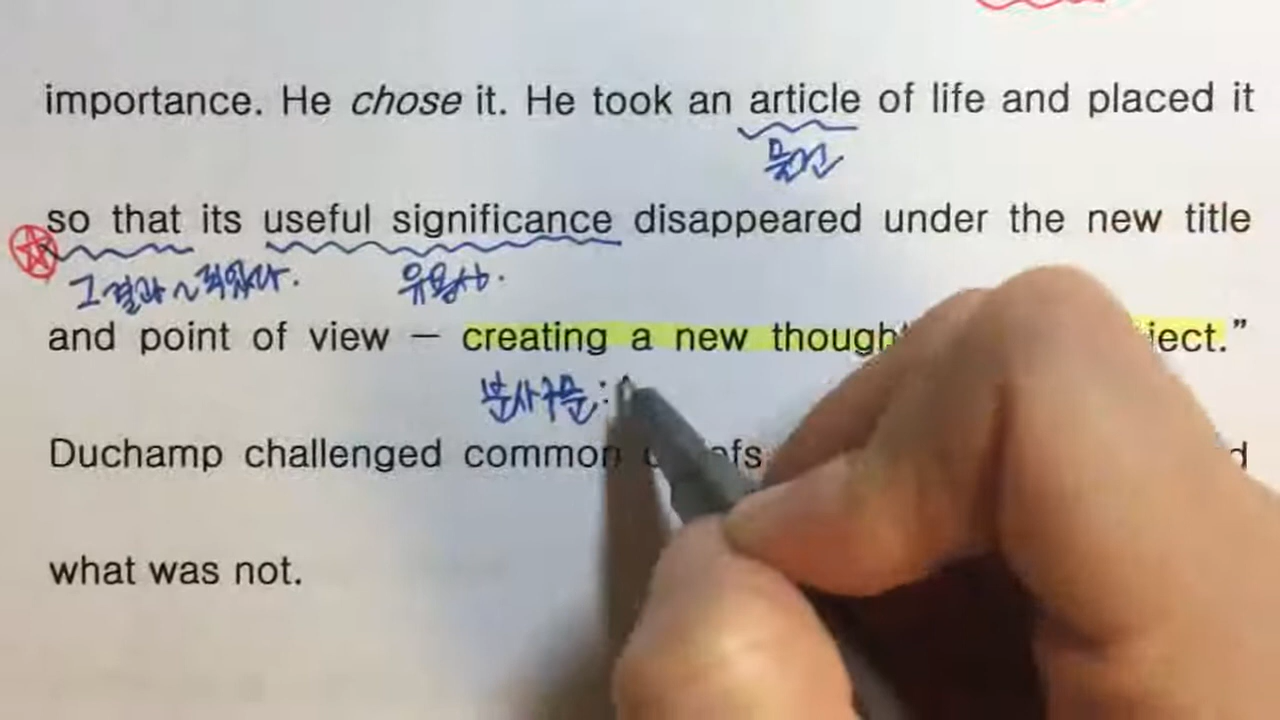 importance. He chose it. He took an article of life and placed it
물건
so that its useful significance disappeared under the new title
그 결과 ~ 하였다. 유용성.
and point of view — creating a new though ject.”
분사구문:
Duchamp challenged common
what was not.